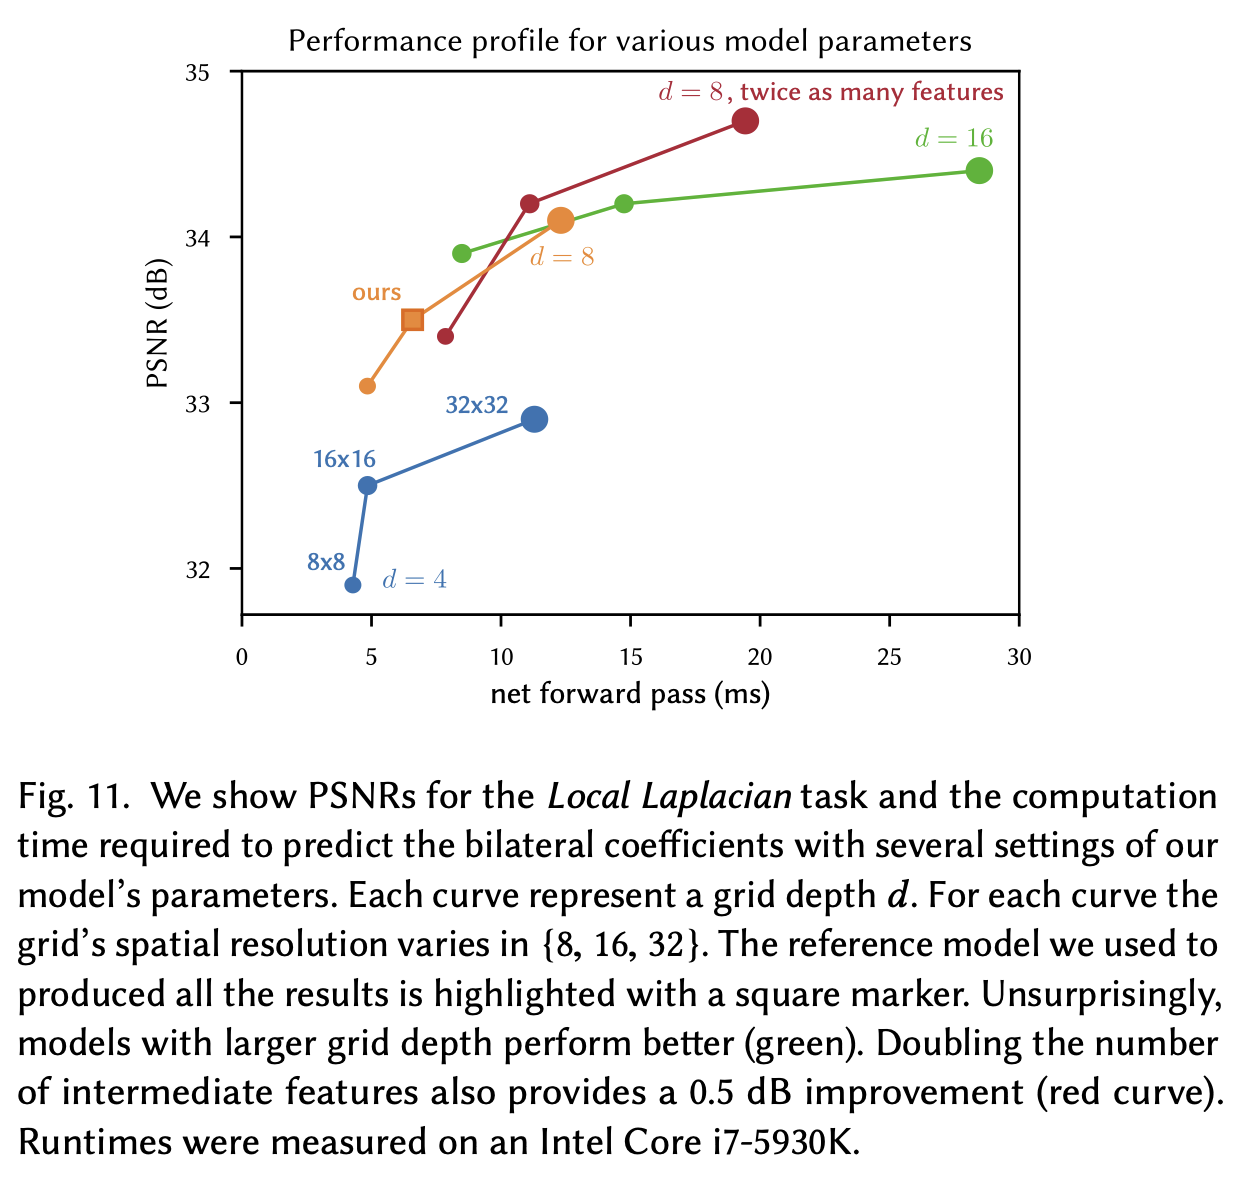 Performance profile for various model parameters
35
d = 8, twice as many features
d = 16
34
d = 8
ours
PSNR (dB)
33
32x32
16x16
32
8x8
d = 4
0 5 10 15 20 25 30
net forward pass (ms)
Fig. 11. We show PSNRs for the Local Laplacian task and the computation
time required to predict the bilateral coefficients with several settings of our
model’s parameters. Each curve represent a grid depth d. For each curve the
grid’s spatial resolution varies in {8, 16, 32}. The reference model we used to
produced all the results is highlighted with a square marker. Unsurprisingly,
models with larger grid depth perform better (green). Doubling the number
of intermediate features also provides a 0.5 dB improvement (red curve).
Runtimes were measured on an Intel Core i7-5930K.